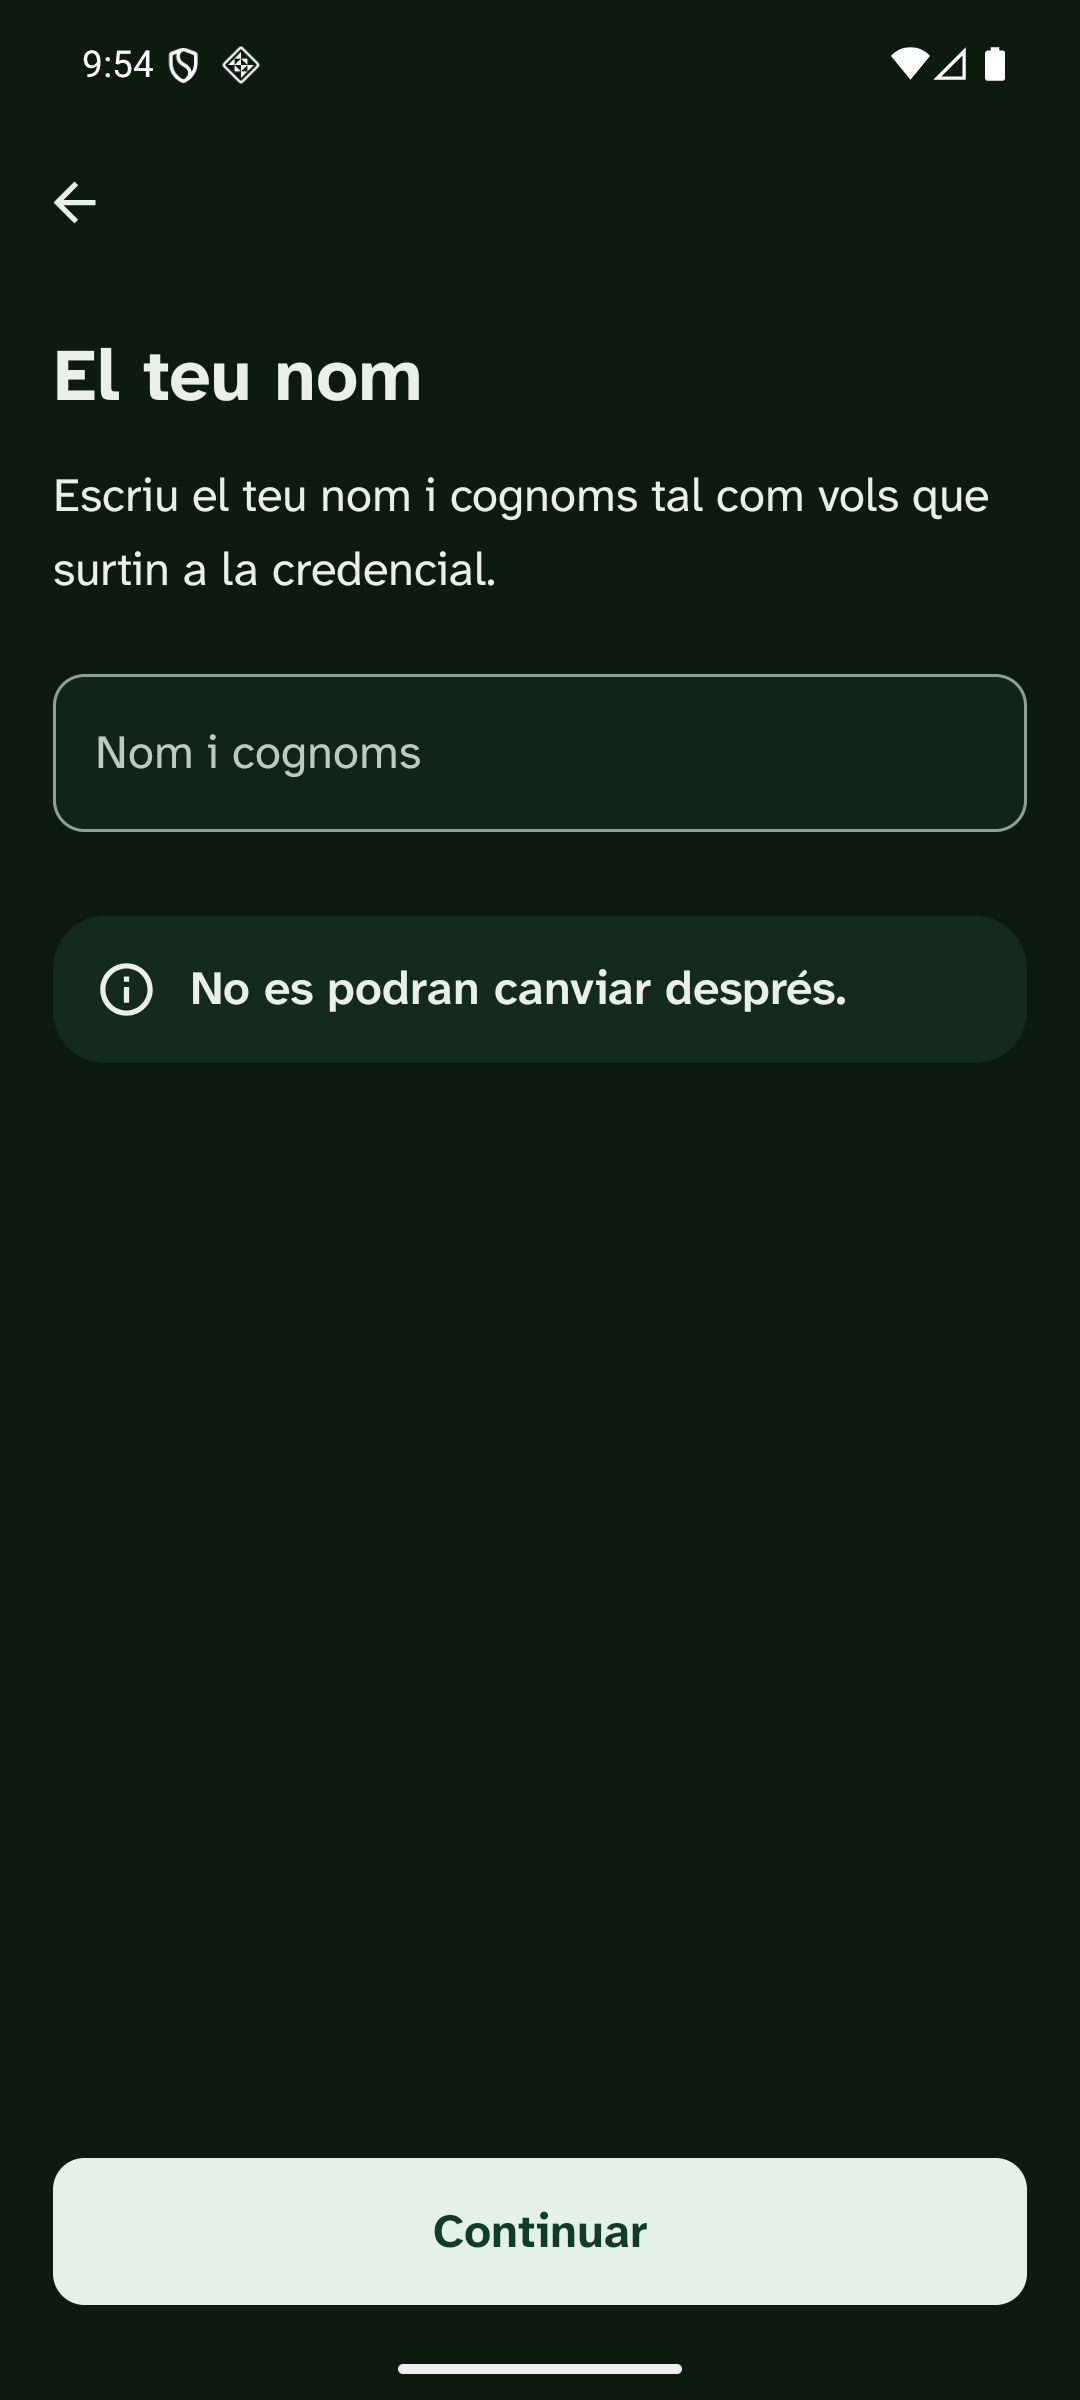 9:54
El teu nom
Escriu el teu nom i cognoms tal com vols que
surtin a la credencial.
Nom i cognoms
No es podran canviar després.
Continuar